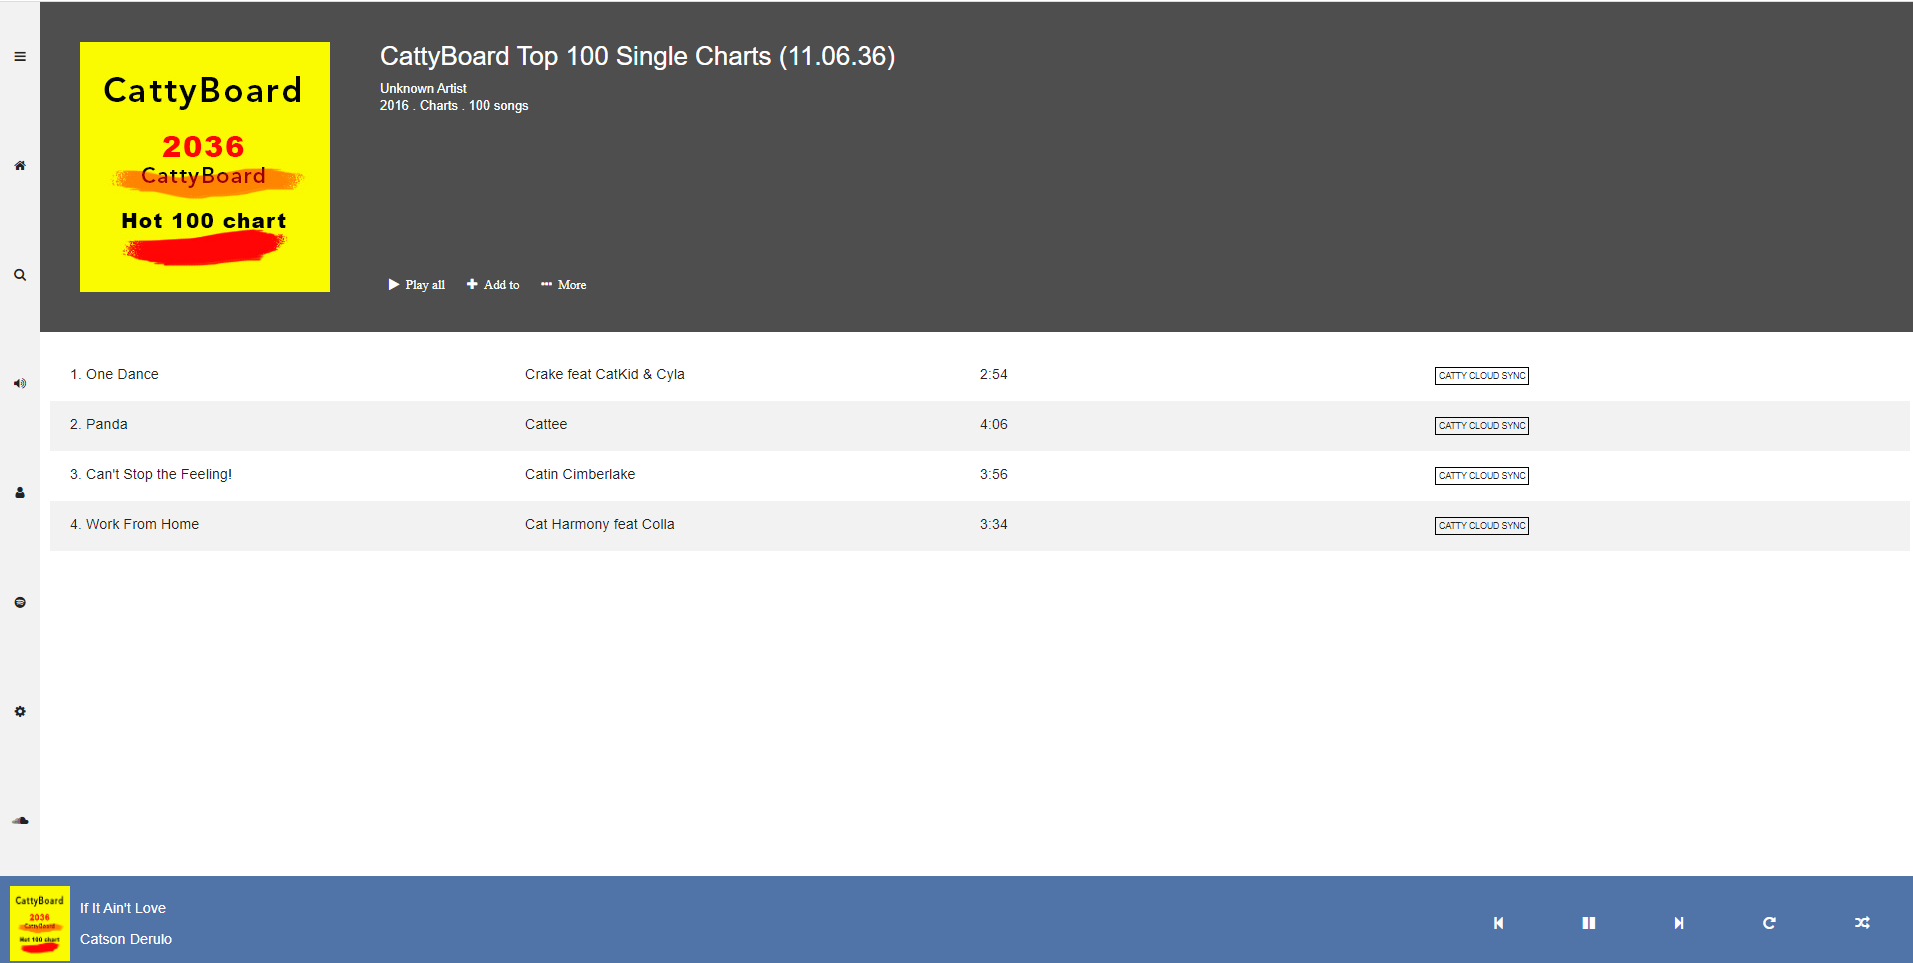 CattyBoard
2036
CattyBoard
Hot 100 chart
CattyBoard Top 100 Single Charts (11.06.36)
Unknown Artist
2016 . Charts . 100 songs
Play all Add to More
1. One Dance Crake feat CatKid & Cyla 2:54 CATTY CLOUD SYNC
2. Panda Cattee 4:06 CATTY CLOUD SYNC
3. Can't Stop the Feeling! Catin Cimberlake 3:56 CATTY CLOUD SYNC
4. Work From Home Cat Harmony feat Colla 3:34 CATTY CLOUD SYNC
CattyBoard
2036
CattyBoard
Hot 100 chart
If It Ain't Love
Catson Derulo